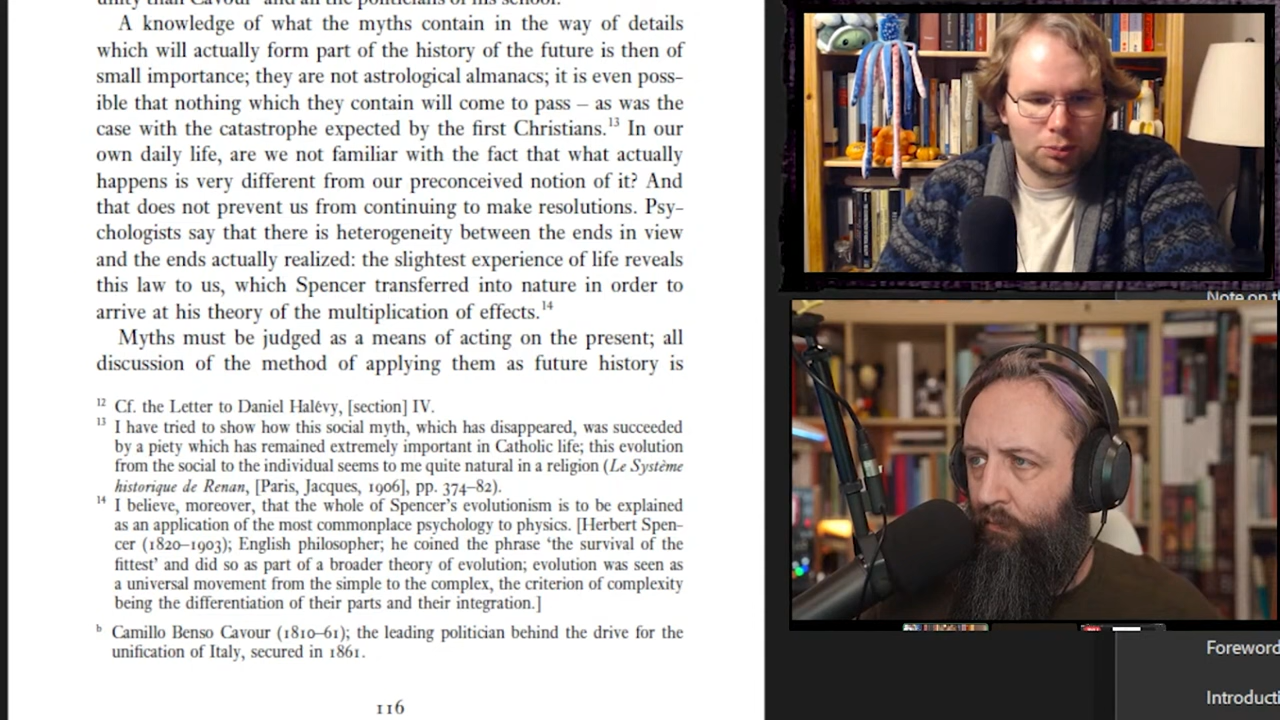 unity than Cavour b and all the politicians of his school.
A knowledge of what the myths contain in the way of details
which will actually form part of the history of the future is then of
small importance; they are not astrological almanacs; it is even poss-
ible that nothing which they contain will come to pass – as was the
case with the catastrophe expected by the first Christians.13 In our
own daily life, are we not familiar with the fact that what actually
happens is very different from our preconceived notion of it? And
that does not prevent us from continuing to make resolutions. Psy-
chologists say that there is heterogeneity between the ends in view
and the ends actually realized: the slightest experience of life reveals
this law to us, which Spencer transferred into nature in order to
arrive at his theory of the multiplication of effects.14
Myths must be judged as a means of acting on the present; all
discussion of the method of applying them as future history is
12 Cf. the Letter to Daniel Halévy, [section] IV.
13 I have tried to show how this social myth, which has disappeared, was succeeded
by a piety which has remained extremely important in Catholic life; this evolution
from the social to the individual seems to me quite natural in a religion (Le Système
historique de Renan, [Paris, Jacques, 1906], pp. 374–82).
14 I believe, moreover, that the whole of Spencer's evolutionism is to be explained
as an application of the most commonplace psychology to physics. [Herbert Spen-
cer (1820–1903); English philosopher; he coined the phrase 'the survival of the
fittest' and did so as part of a broader theory of evolution; evolution was seen as
a universal movement from the simple to the complex, the criterion of complexity
being the differentiation of their parts and their integration.]
b Camillo Benso Cavour (1810–61); the leading politician behind the drive for the
unification of Italy, secured in 1861.
116
Note on th
Foreword
Introducti